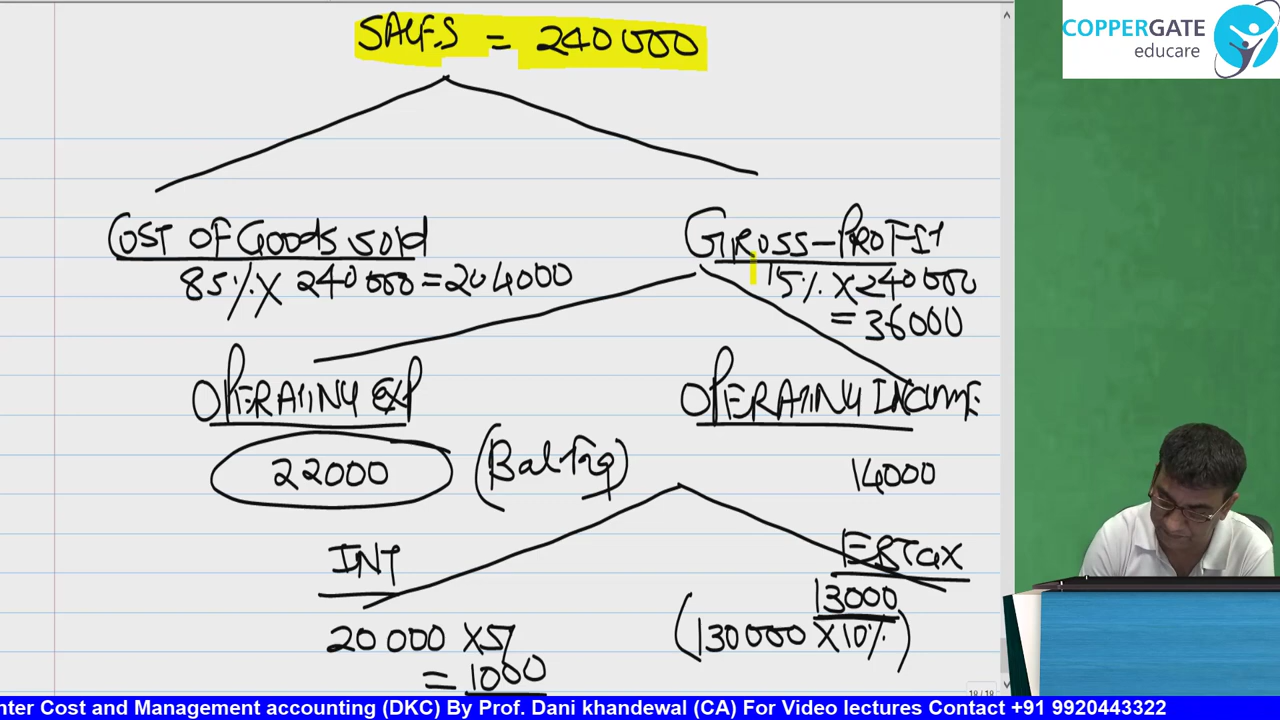 SALES = 240000
COPPERGATE
educare
COST OF GOODS SOLD
85% X 240000 = 204000
GROSS-PROFIT
15% X 240000
= 36000
OPERATING EXP
22000 (Bal Fig)
OPERATING INCOME
14000
INT
20000 X5%
= 1000
EBTax
13000
(130000 X 10%)
nter Cost and Management accounting (DKC) By Prof. Dani khandewal (CA) For Video lectures Contact +91 9920443322